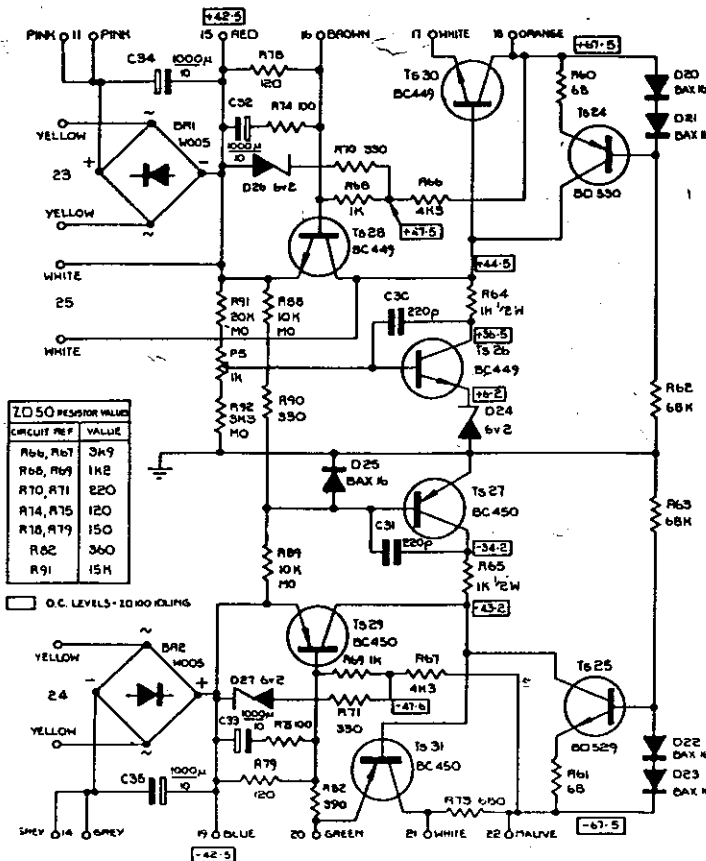 +42.5
+67.5
PINK 11 PINK
15 RED
16 BROWN
17 WHITE
18 ORANGE
C34
1000µ
10
R78
120
C32
1000µ
10
R74 100
Ts30
BC449
R60
68
D20
BAX 16
D21
Ts24
BD530
YELLOW
23
BR1
W005
YELLOW
D26 6v2
R70 330
R68
1K
R66
4K3
+47.5
Ts28
BC449
WHITE
25
WHITE
+44.5
R91
20K
MO
R88
10K
MO
C30
220p
R64
1K ½W
+36.5
Ts26
BC449
P5
1K
R92
3K3
MO
R90
330
+6.2
D24
6v2
R62
68K
ZD50 RESISTOR VALUES
CIRCUIT REF VALUE
R66, R67 3K9
R68, R69 1K2
R70, R71 220
R74, R75 120
R78, R79 150
R82 360
R91 15K
D.C. LEVELS - ZD100 IDLING
D25
BAX 16
Ts27
BC450
C31
220p
-34.2
R63
68K
R89
10K
MO
R65
1K ½W
-43.2
YELLOW
24
BR2
W005
YELLOW
Ts29
BC450
D27 6v2
R69 1K
R67
4K3
-47.6
R71
330
C33
1000µ
10
R75 100
R79
120
Ts31
BC450
Ts25
BD529
R61
68
D22
D23
C35
1000µ
10
R82
390
R73 680
GREY 14 GREY
19 BLUE
20 GREEN
21 WHITE
22 MAUVE
-42.5
-67.5